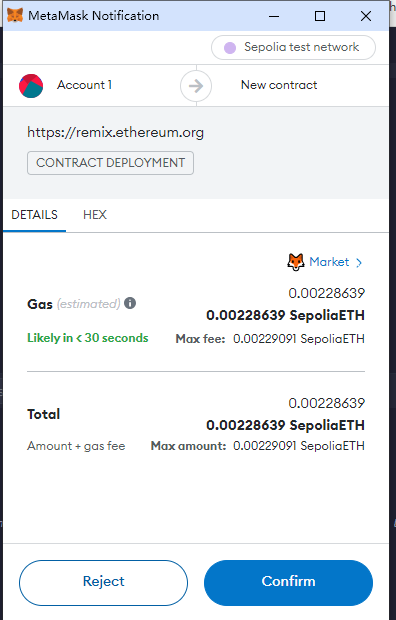 MetaMask Notification
Sepolia test network
Account 1
New contract
https://remix.ethereum.org
CONTRACT DEPLOYMENT
DETAILS HEX
Market
Gas (estimated) 0.00228639
0.00228639 SepoliaETH
Likely in < 30 seconds Max fee: 0.00229091 SepoliaETH
Total 0.00228639
0.00228639 SepoliaETH
Amount + gas fee Max amount: 0.00229091 SepoliaETH
Reject Confirm